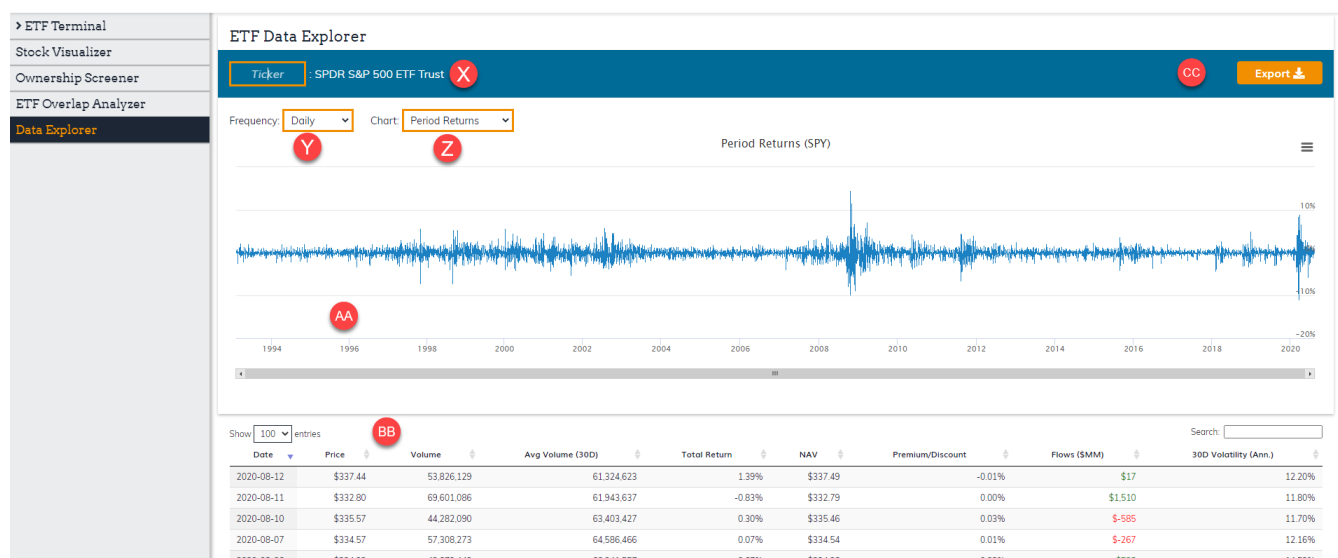 > ETF Terminal
Stock Visualizer
Ownership Screener
ETF Overlap Analyzer
Data Explorer
ETF Data Explorer
Ticker : SPDR S&P 500 ETF Trust X CC Export
Frequency: Daily Chart: Period Returns
Y Z Period Returns (SPY)
10%
-10%
AA
-20%
1994 1996 1998 2000 2002 2004 2006 2008 2010 2012 2014 2016 2018 2020
Show 100 entries BB Search:
Date Price Volume Avg Volume (30D) Total Return NAV Premium/Discount Flows ($MM) 30D Volatility (Ann.)
2020-08-12 $337.44 53,826,129 61,324,623 1.39% $337.49 -0.01% $17 12.20%
2020-08-11 $332.80 69,601,086 61,943,637 -0.83% $332.79 0.00% $1,510 11.80%
2020-08-10 $335.57 44,282,090 63,403,427 0.30% $335.46 0.03% $-585 11.70%
2020-08-07 $334.57 57,308,273 64,586,466 0.07% $334.54 0.01% $-267 12.16%